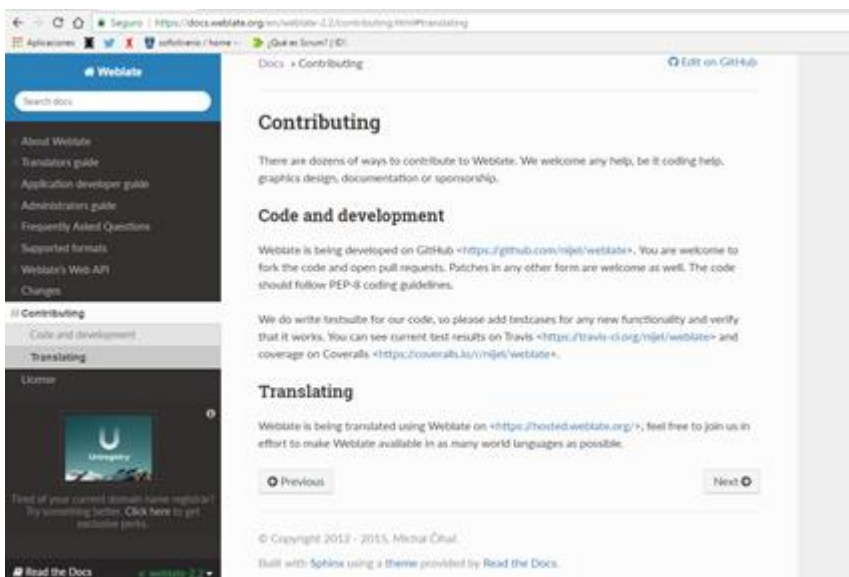 Seguro https://docs.weblate.org/en/weblate-2.2/contributing.html#translating
Aplicaciones
¿Qué es Scrum? | ID
Weblate
Search docs
About Weblate
Translators guide
Application developer guide
Administrators guide
Frequently Asked Questions
Supported formats
Weblate's Web API
Changes
Contributing
Code and development
Translating
License
Uniregistry
Tired of your current domain name registrar?
Try something better. Click here to get
exclusive perks.
Read the Docs
v: weblate-2.2
Docs » Contributing
Edit on GitHub
Contributing
There are dozens of ways to contribute to Weblate. We welcome any help, be it coding help,
graphics design, documentation or sponsorship.
Code and development
Weblate is being developed on GitHub <https://github.com/nijel/weblate>. You are welcome to
fork the code and open pull requests. Patches in any other form are welcome as well. The code
should follow PEP-8 coding guidelines.
We do write testsuite for our code, so please add testcases for any new functionality and verify
that it works. You can see current test results on Travis <https://travis-ci.org/nijel/weblate> and
coverage on Coveralls <https://coveralls.io/r/nijel/weblate>.
Translating
Weblate is being translated using Weblate on <https://hosted.weblate.org/>, feel free to join us in
effort to make Weblate available in as many world languages as possible.
Previous
Next
© Copyright 2012 - 2015, Michal Čihař.
Built with Sphinx using a theme provided by Read the Docs.